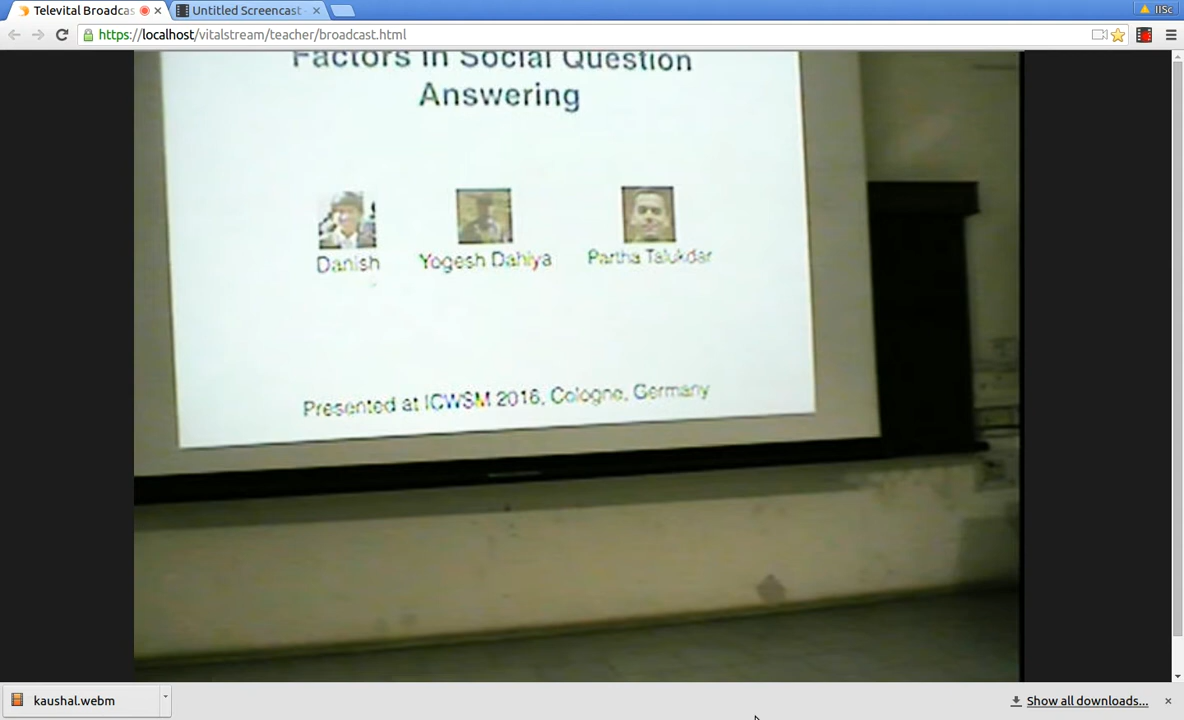 Televital Broadcas
Untitled Screencast
IISc
https://localhost/vitalstream/teacher/broadcast.html
Factors in Social Question
Answering
Danish
Yogesh Dahiya
Partha Talukdar
Presented at ICWSM 2016, Cologne, Germany
kaushal.webm
Show all downloads...